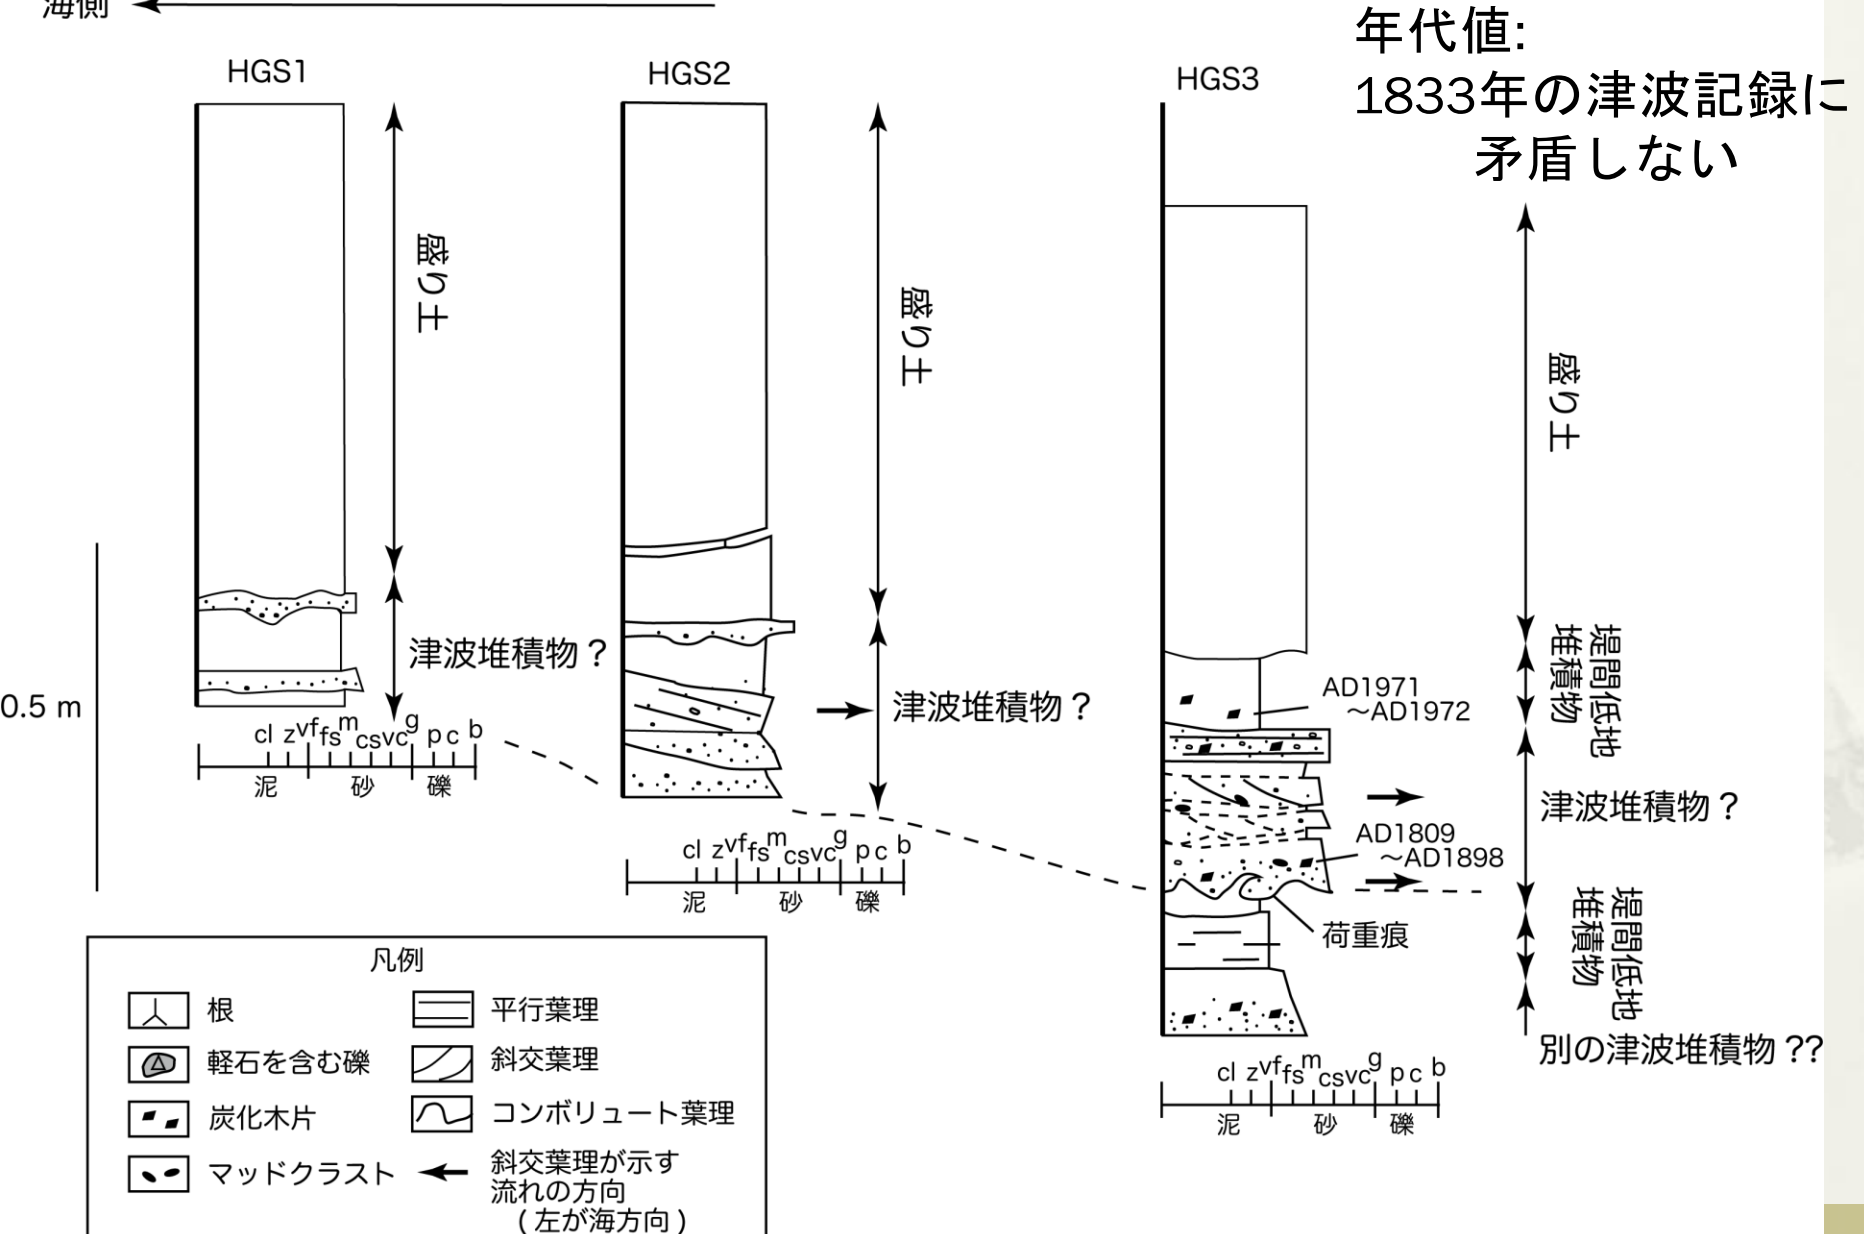 海側
年代値:
1833年の津波記録に
矛盾しない
HGS1
盛り土
津波堆積物？
cl z vf fs m cs vc g p c b
泥 砂 礫
0.5 m
HGS2
盛り土
津波堆積物？
cl z vf fs m cs vc g p c b
泥 砂 礫
HGS3
盛り土
堤間低地
堆積物
AD1971
～AD1972
津波堆積物？
AD1809
～AD1898
荷重痕
堤間低地
堆積物
別の津波堆積物??
cl z vf fs m cs vc g p c b
泥 砂 礫
凡例
根
軽石を含む礫
炭化木片
マッドクラスト
平行葉理
斜交葉理
コンボリュート葉理
斜交葉理が示す
流れの方向
(左が海方向)